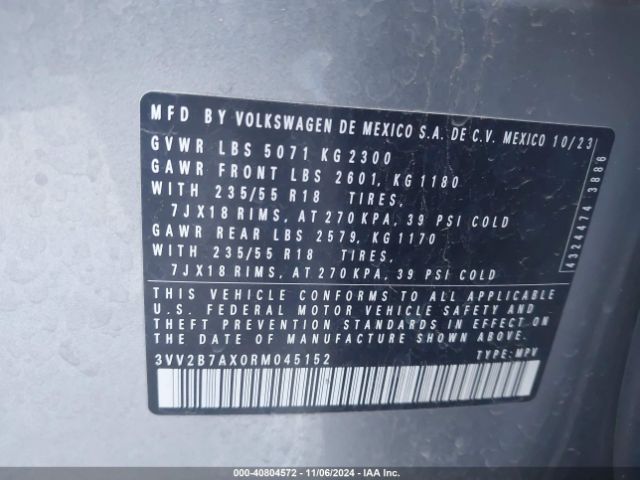 MFD BY VOLKSWAGEN DE MEXICO S.A. DE C.V. MEXICO 10/23
GVWR LBS 5071 KG 2300
GAWR FRONT LBS 2601, KG 1180
WITH 235/55 R18 TIRES,
7JX18 RIMS, AT 270 KPA, 39 PSI COLD
GAWR REAR LBS 2579, KG 1170
WITH 235/55 R18 TIRES,
7JX18 RIMS, AT 270 KPA, 39 PSI COLD
4324474 3886
THIS VEHICLE CONFORMS TO ALL APPLICABLE
U.S. FEDERAL MOTOR VEHICLE SAFETY AND
THEFT PREVENTION STANDARDS IN EFFECT ON
THE DATE OF MANUFACTURE SHOWN ABOVE
3VV2B7AX0RM045152 TYPE: MPV
000-40804572 - 11/06/2024 - IAA Inc.